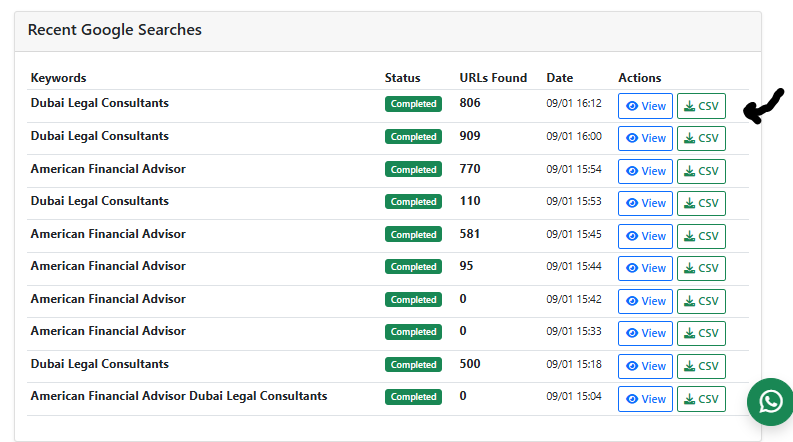 Recent Google Searches
Keywords Status URLs Found Date Actions
Dubai Legal Consultants Completed 806 09/01 16:12 View CSV
Dubai Legal Consultants Completed 909 09/01 16:00 View CSV
American Financial Advisor Completed 770 09/01 15:54 View CSV
Dubai Legal Consultants Completed 110 09/01 15:53 View CSV
American Financial Advisor Completed 581 09/01 15:45 View CSV
American Financial Advisor Completed 95 09/01 15:44 View CSV
American Financial Advisor Completed 0 09/01 15:42 View CSV
American Financial Advisor Completed 0 09/01 15:33 View CSV
Dubai Legal Consultants Completed 500 09/01 15:18 View CSV
American Financial Advisor Dubai Legal Consultants Completed 0 09/01 15:04 View CSV